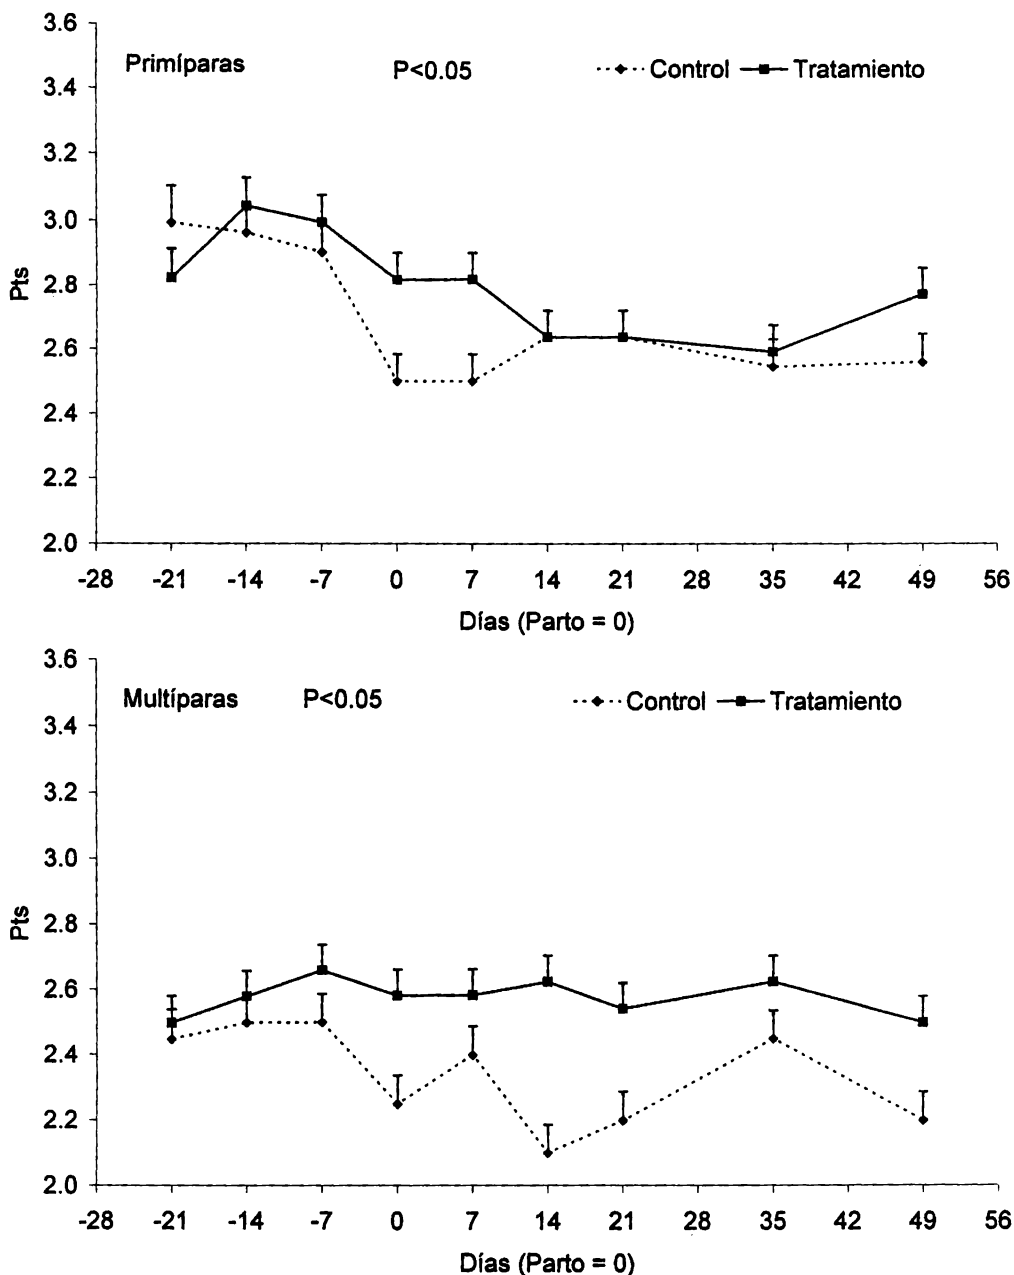 3.6
Primíparas P<0.05 Control Tratamiento
3.4
3.2
3.0
2.8
Pts
2.6
2.4
2.2
2.0
-28 -21 -14 -7 0 7 14 21 28 35 42 49 56
Días (Parto = 0)
3.6
Multíparas P<0.05 Control Tratamiento
3.4
3.2
3.0
2.8
Pts
2.6
2.4
2.2
2.0
-28 -21 -14 -7 0 7 14 21 28 35 42 49 56
Días (Parto = 0)